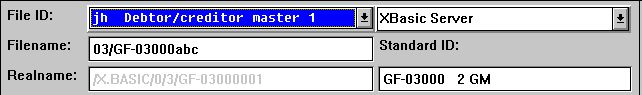 File ID: jh Debtor/creditor master 1 XBasic Server
Filename: 03/GF-03000abc Standard ID:
Realname: /X.BASIC/0/3/GF-03000001 GF-03000 2 GM